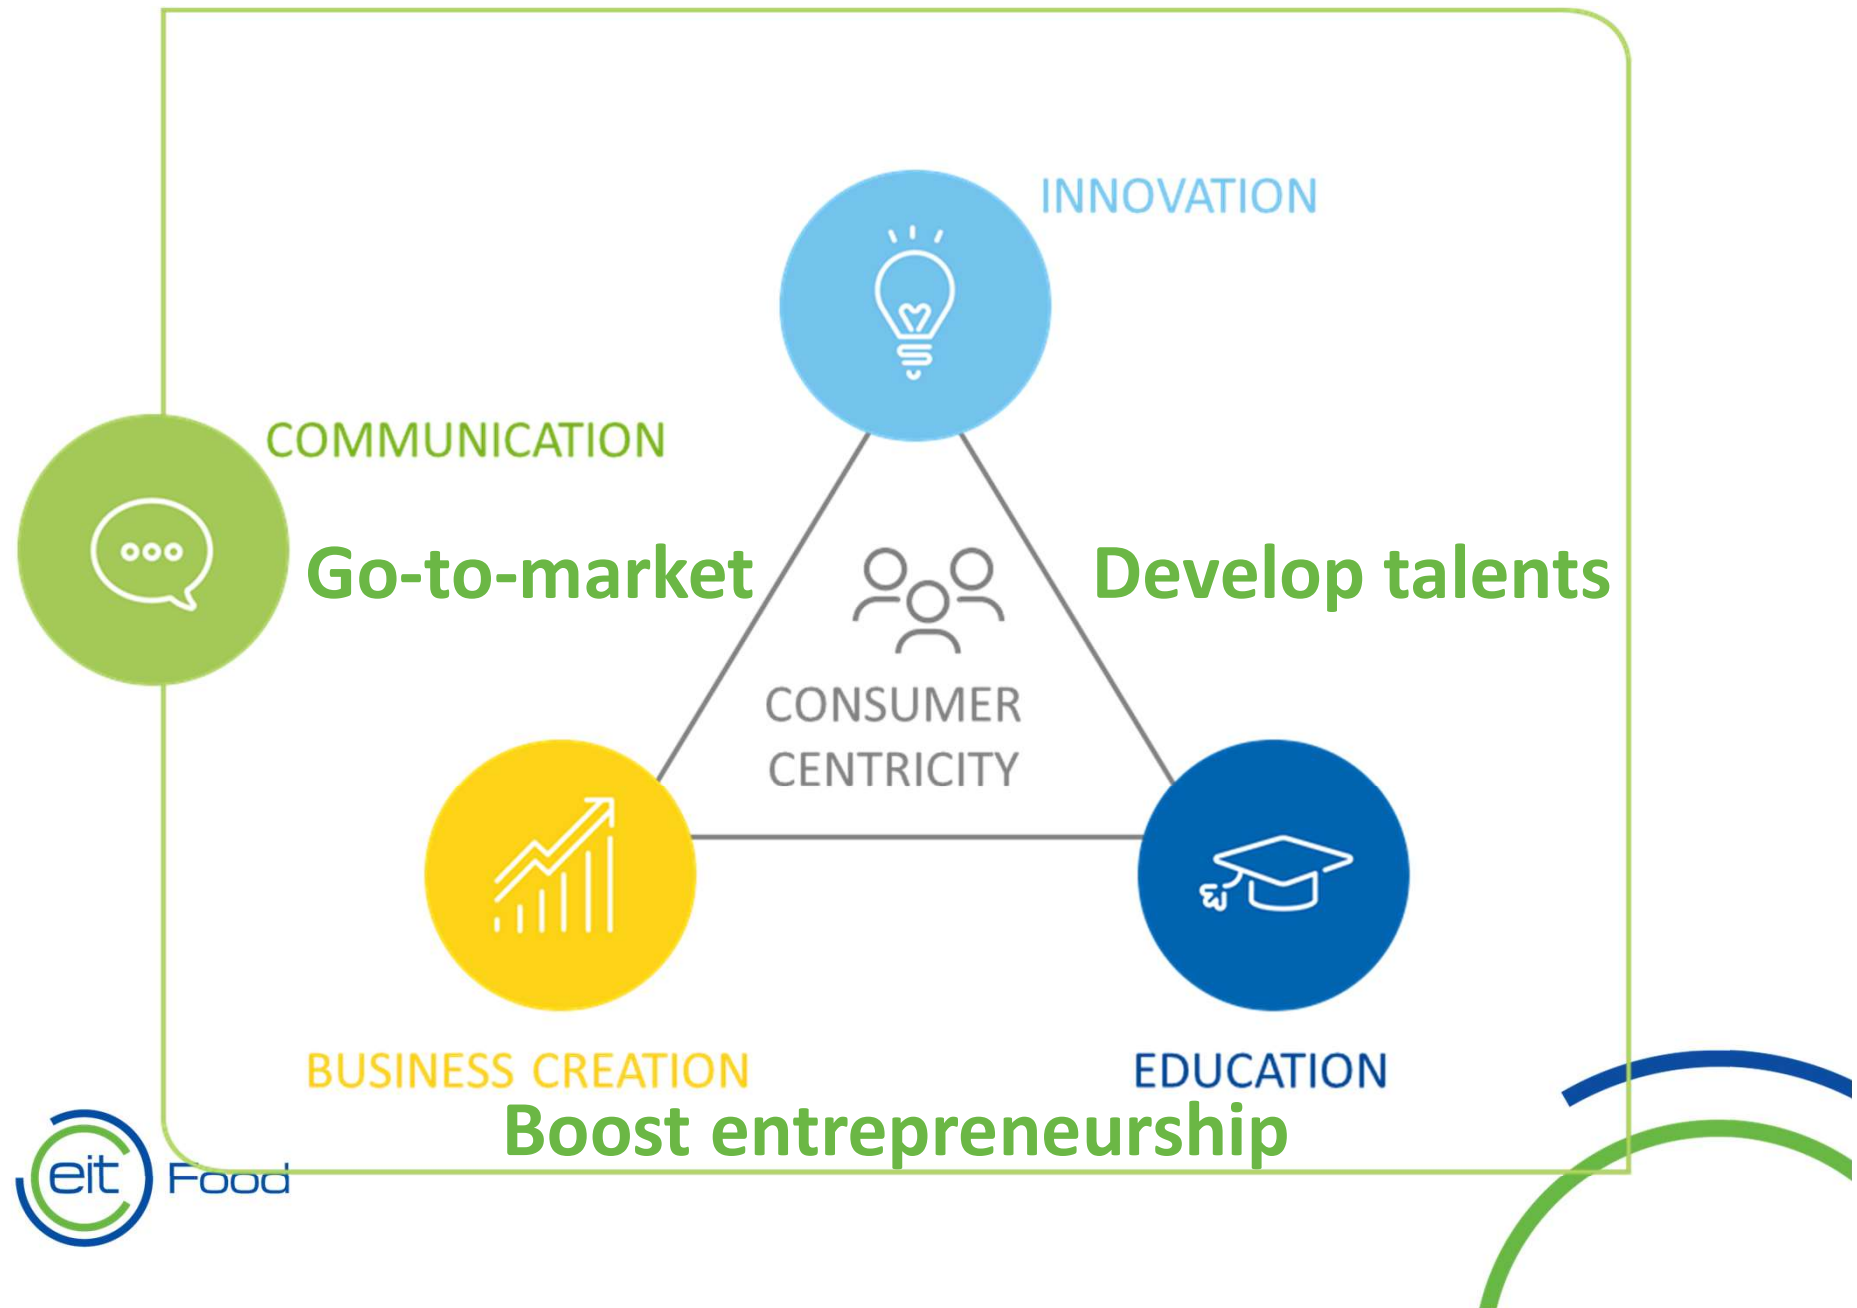 INNOVATION
COMMUNICATION
Go-to-market
Develop talents
CONSUMER
CENTRICITY
BUSINESS CREATION
EDUCATION
Boost entrepreneurship
eit Food